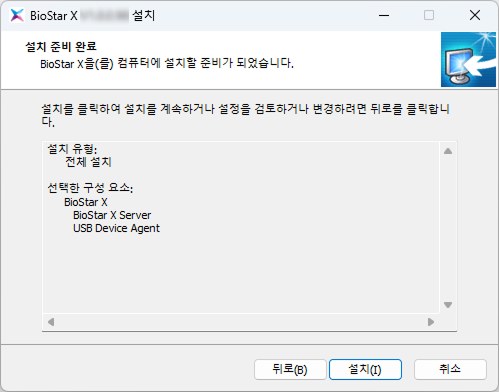 BioStar X 설치
설치 준비 완료
BioStar X을(를) 컴퓨터에 설치할 준비가 되었습니다.
설치를 클릭하여 설치를 계속하거나 설정을 검토하거나 변경하려면 뒤로를 클릭합니
다.
설치 유형:
전체 설치
선택한 구성 요소:
BioStar X
BioStar X Server
USB Device Agent
뒤로(B)
설치(I)
취소